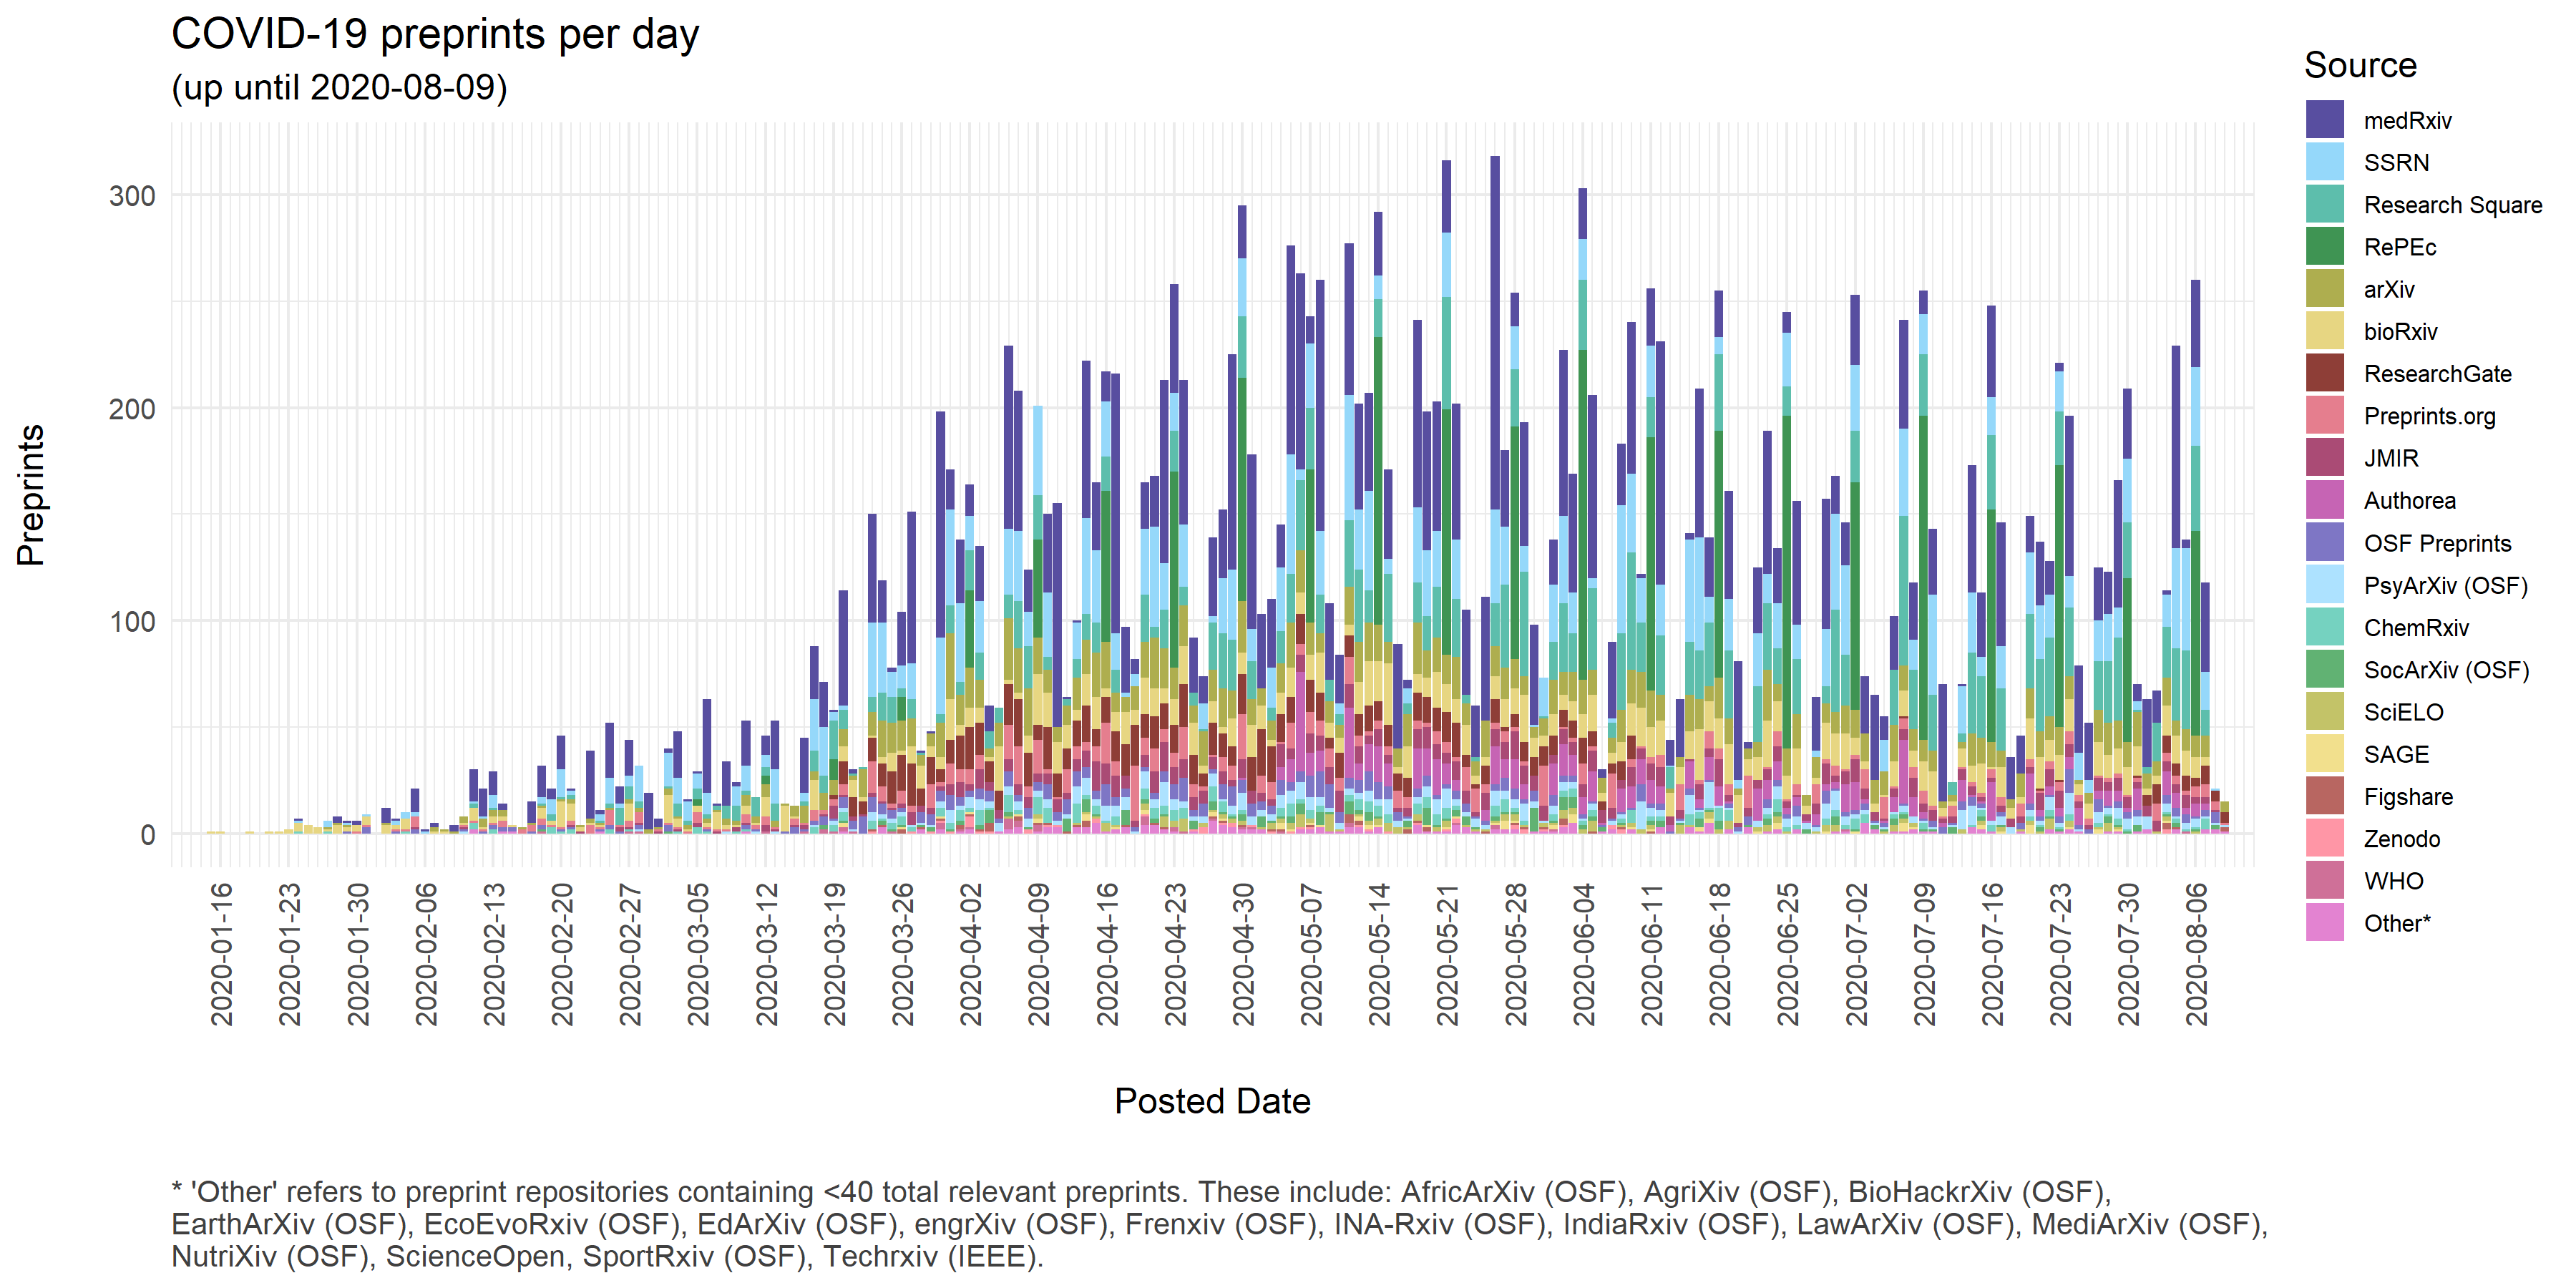 COVID-19 preprints per day
(up until 2020-08-09)
Preprints
300
200
100
0
2020-01-16
2020-01-23
2020-01-30
2020-02-06
2020-02-13
2020-02-20
2020-02-27
2020-03-05
2020-03-12
2020-03-19
2020-03-26
2020-04-02
2020-04-09
2020-04-16
2020-04-23
2020-04-30
2020-05-07
2020-05-14
2020-05-21
2020-05-28
2020-06-04
2020-06-11
2020-06-18
2020-06-25
2020-07-02
2020-07-09
2020-07-16
2020-07-23
2020-07-30
2020-08-06
Posted Date
Source
medRxiv
SSRN
Research Square
RePEc
arXiv
bioRxiv
ResearchGate
Preprints.org
JMIR
Authorea
OSF Preprints
PsyArXiv (OSF)
ChemRxiv
SocArXiv (OSF)
SciELO
SAGE
Figshare
Zenodo
WHO
Other*
* 'Other' refers to preprint repositories containing <40 total relevant preprints. These include: AfricArXiv (OSF), AgriXiv (OSF), BioHackrXiv (OSF),
EarthArXiv (OSF), EcoEvoRxiv (OSF), EdArXiv (OSF), engrXiv (OSF), Frenxiv (OSF), INA-Rxiv (OSF), IndiaRxiv (OSF), LawArXiv (OSF), MediArXiv (OSF),
NutriXiv (OSF), ScienceOpen, SportRxiv (OSF), Techrxiv (IEEE).